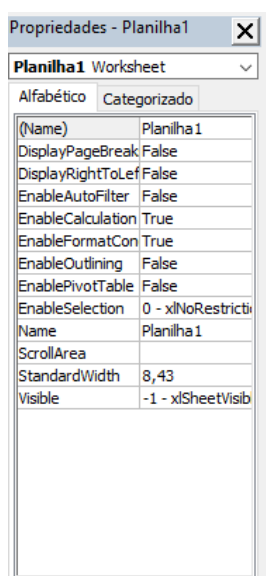 Propriedades - Planilha1
Planilha1 Worksheet
Alfabético Categorizado
(Name) Planilha1
DisplayPageBreak False
DisplayRightToLef False
EnableAutoFilter False
EnableCalculation True
EnableFormatCon True
EnableOutlining False
EnablePivotTable False
EnableSelection 0 - xlNoRestricti
Name Planilha1
ScrollArea
StandardWidth 8,43
Visible -1 - xlSheetVisib